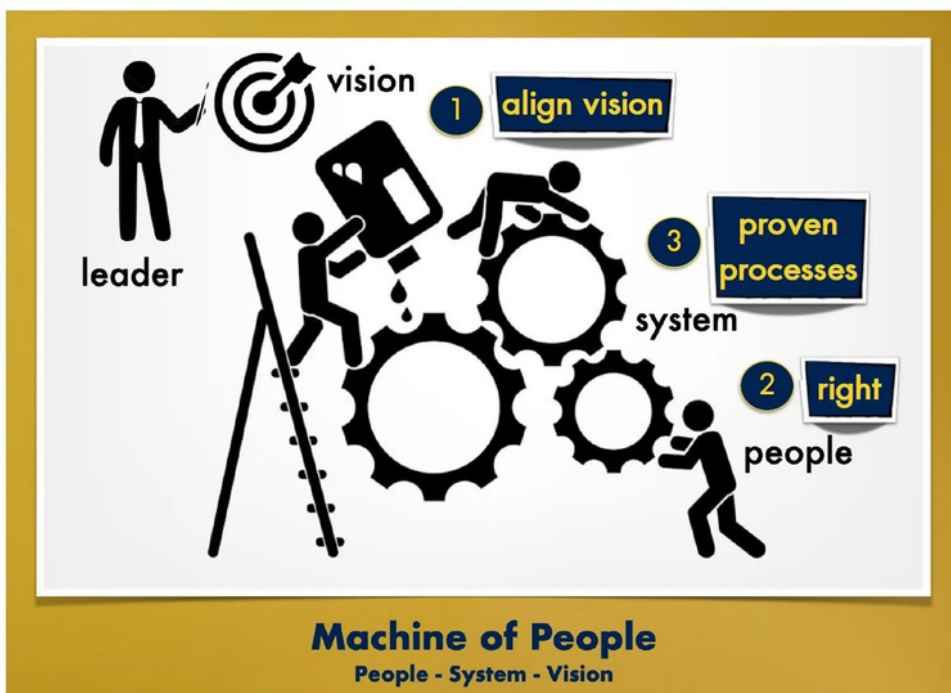 vision
1
align vision
leader
3
proven
processes
system
2
right
people
Machine of People
People - System - Vision